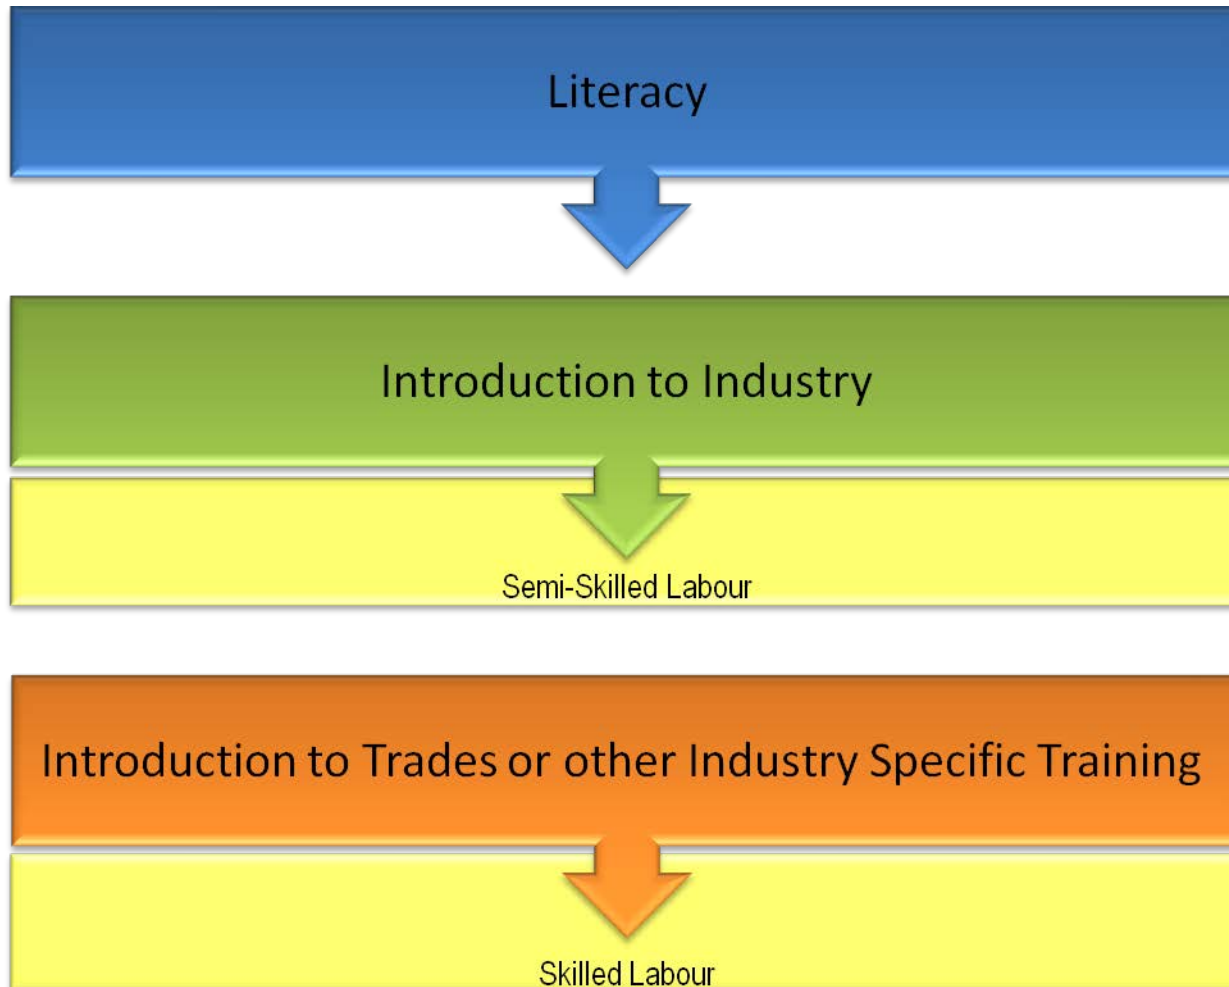 Literacy
Introduction to Industry
Semi-Skilled Labour
Introduction to Trades or other Industry Specific Training
Skilled Labour